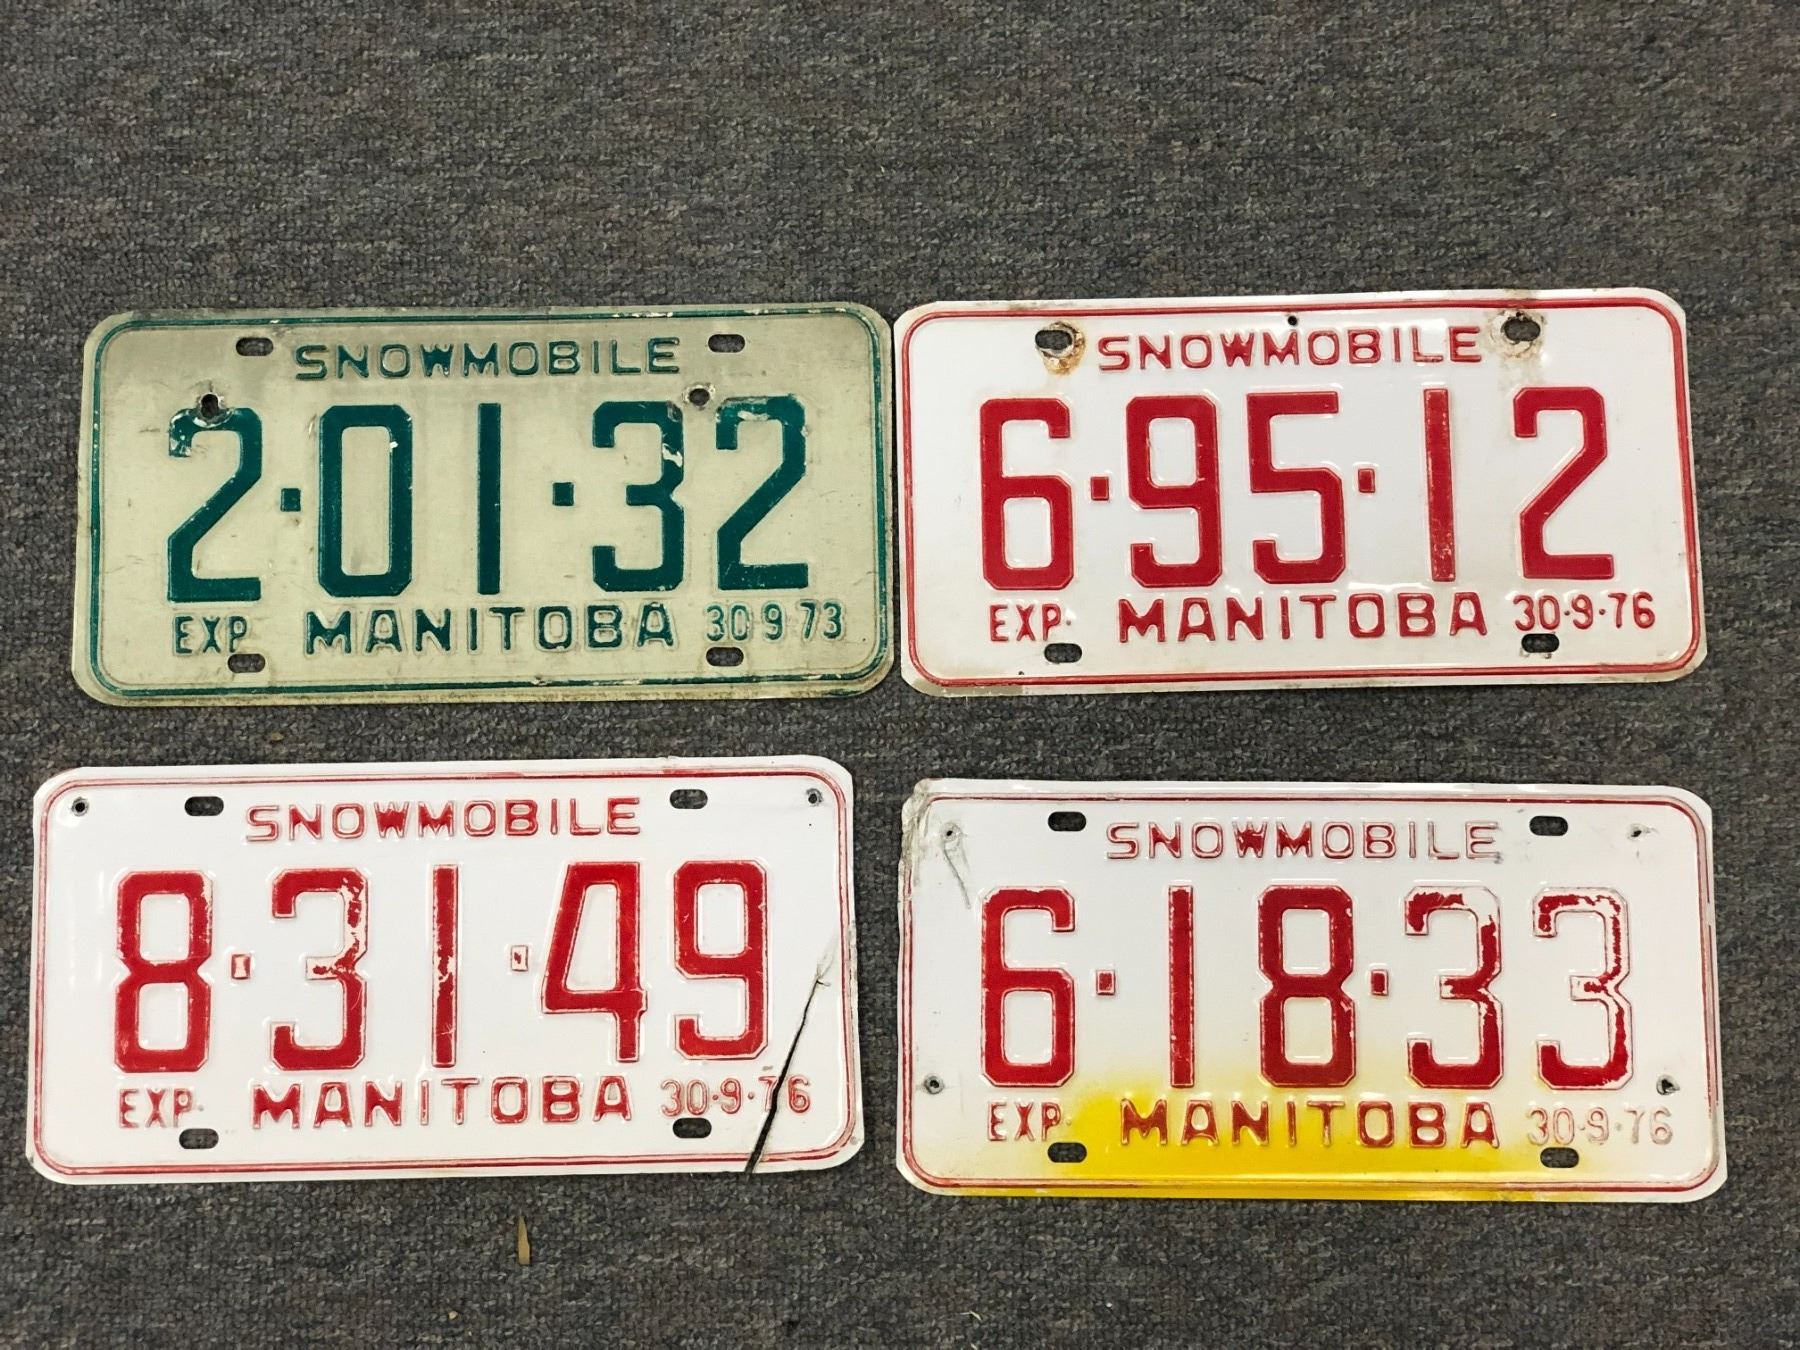 SNOWMOBILE
2·01·32
EXP MANITOBA 30 9 73
SNOWMOBILE
6·95·12
EXP· MANITOBA 30·9·76
SNOWMOBILE
8·31·49
EXP· MANITOBA 30·9·76
SNOWMOBILE
6·18·33
EXP· MANITOBA 30·9·76